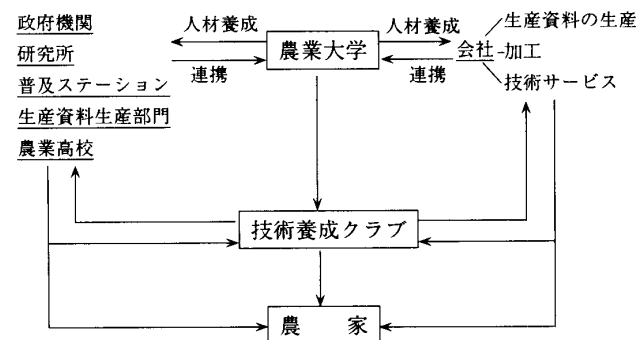 政府機関
研究所
普及ステーション
生産資料生産部門
農業高校
人材養成
連携
農業大学
人材養成
連携
会社
生産資料の生産
加工
技術サービス
技術養成クラブ
農 家